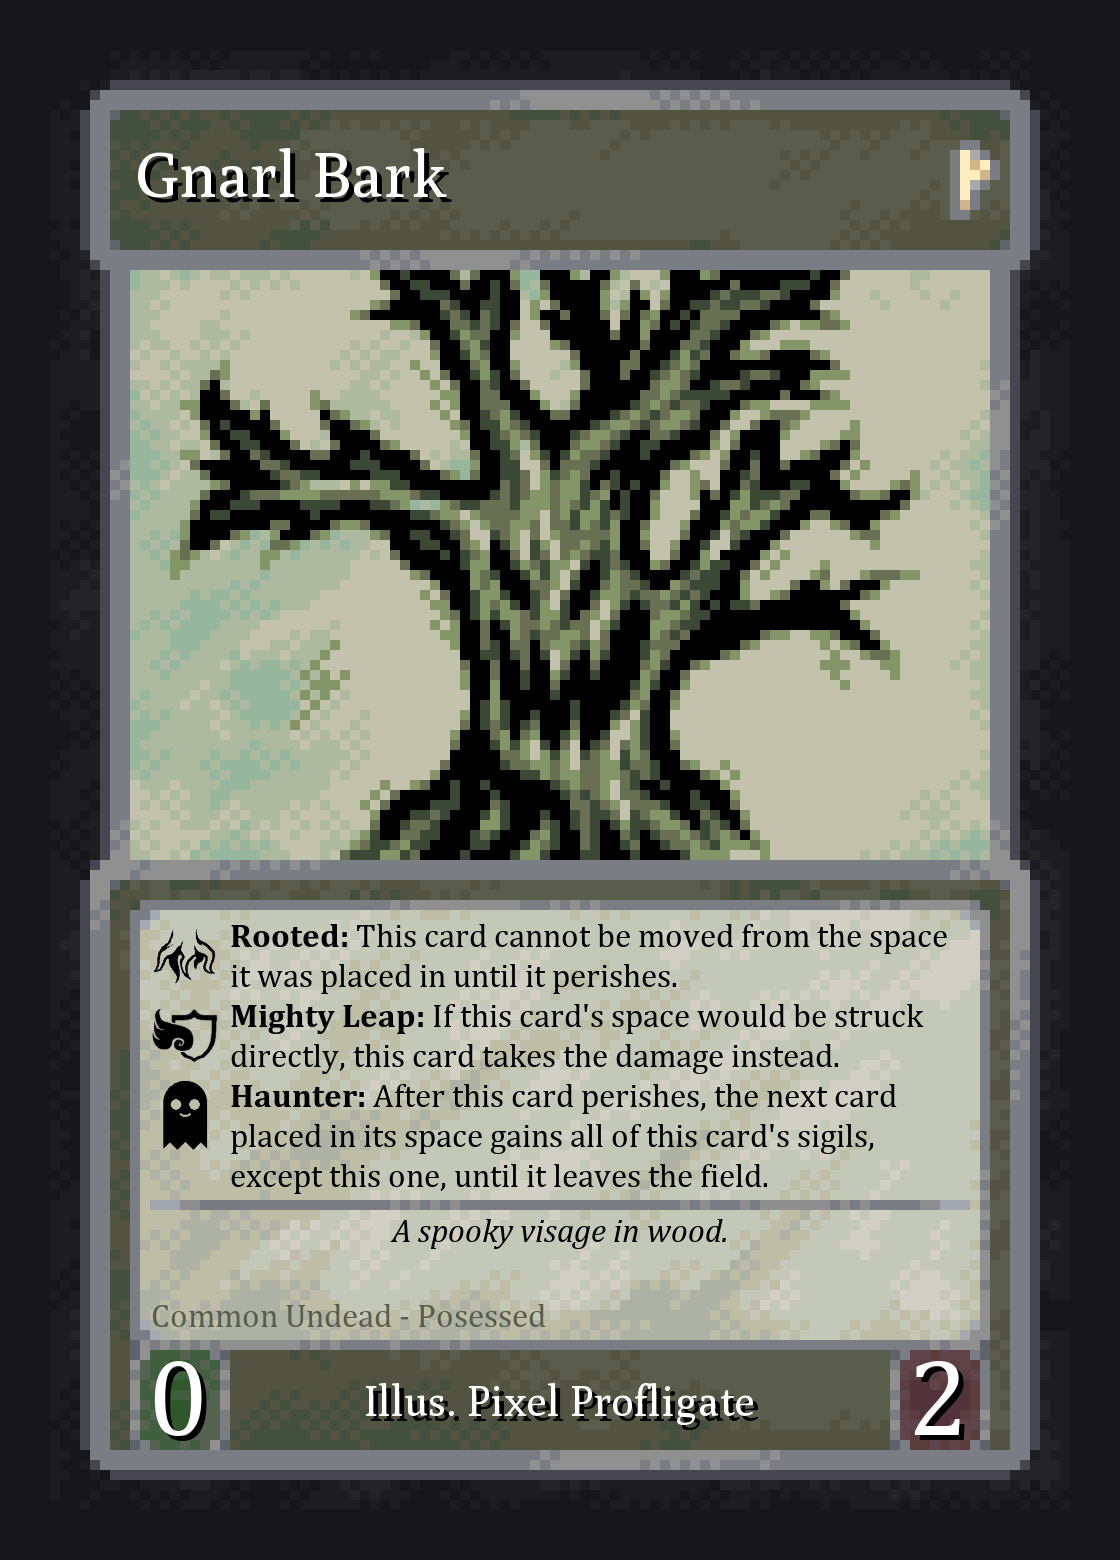 Gnarl Bark
Rooted: This card cannot be moved from the space
it was placed in until it perishes.
Mighty Leap: If this card's space would be struck
directly, this card takes the damage instead.
Haunter: After this card perishes, the next card
placed in its space gains all of this card's sigils,
except this one, until it leaves the field.
A spooky visage in wood.
Common Undead - Posessed
0
Illus. Pixel Profligate
2